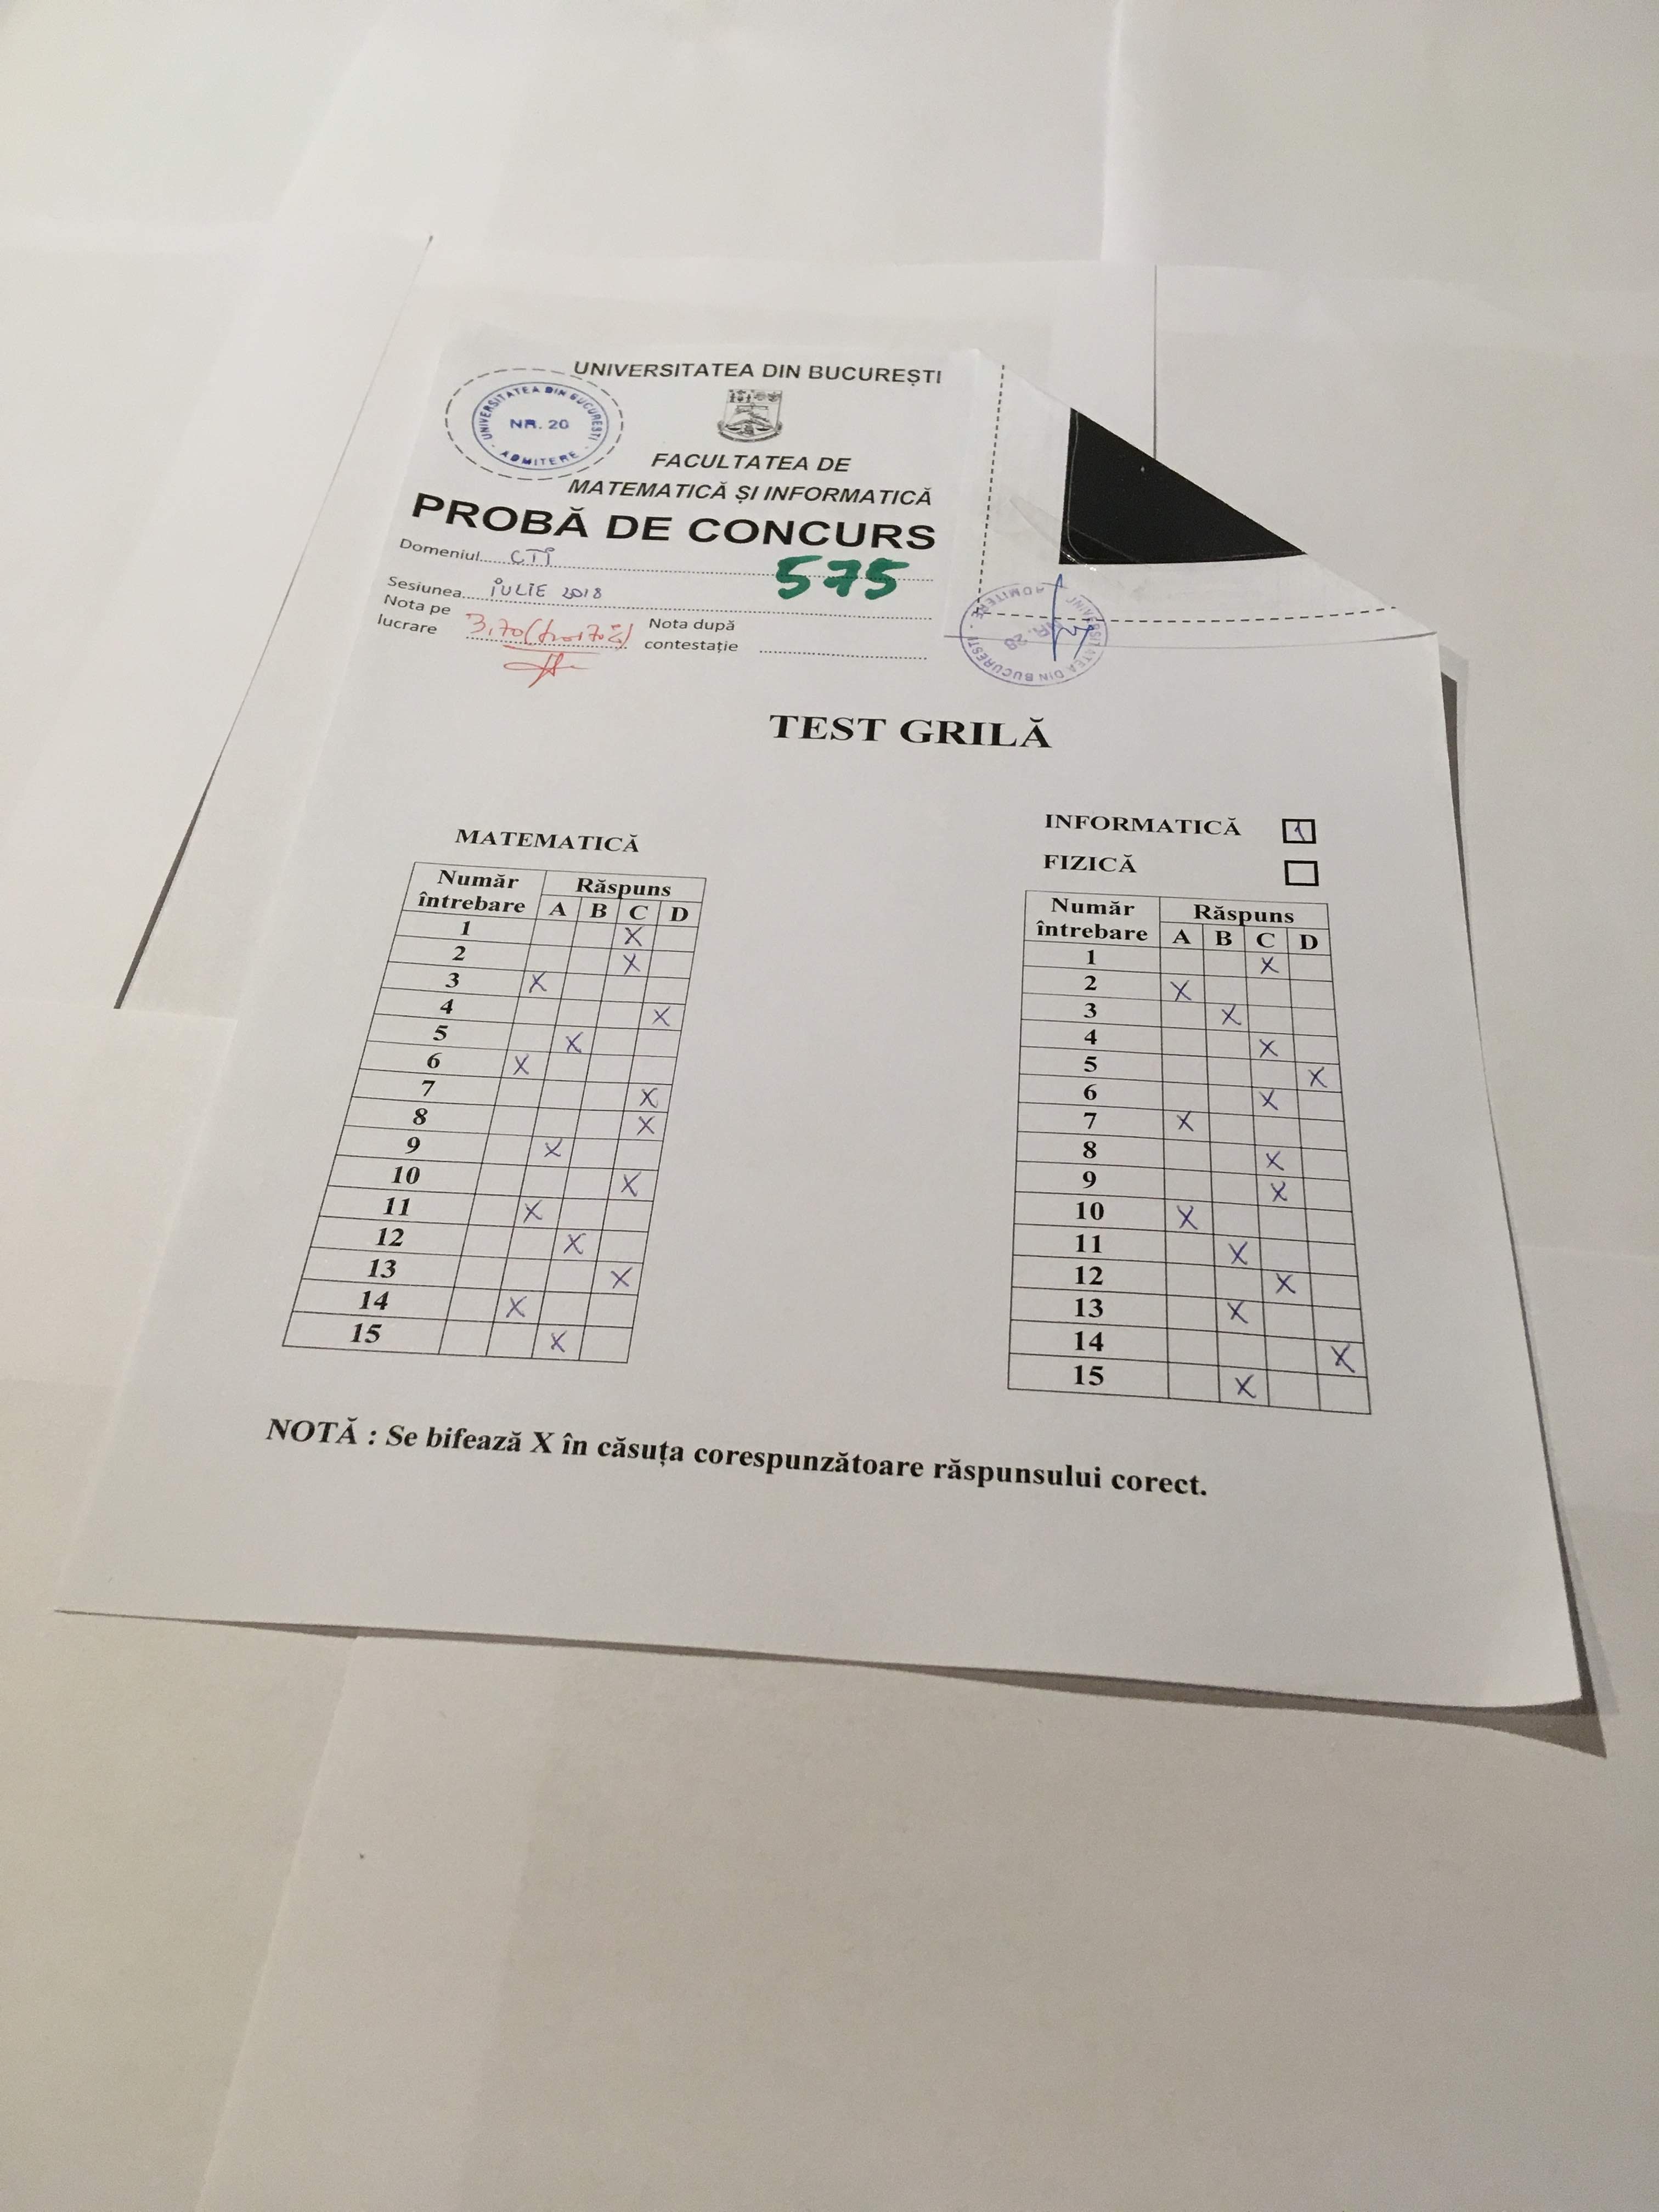 UNIVERSITATEA DIN BUCUREȘTI
UNIVERSITATEA DIN BUCUREȘTI
NR. 20
ADMITERE
FACULTATEA DE
MATEMATICĂ ȘI INFORMATICĂ
PROBĂ DE CONCURS
Domeniul CTI
575
Sesiunea IULIE 2018
Nota pe lucrare 3,70
Nota după contestație
UNIVERSITATEA DIN BUCUREȘTI
NR. 28
ADMITERE
TEST GRILĂ
MATEMATICĂ
Număr întrebare Răspuns
A B C D
1 X
2 X
3 X
4 X
5 X
6 X
7 X
8 X
9 X
10 X
11 X
12 X
13 X
14 X
15 X
INFORMATICĂ
FIZICĂ
Număr întrebare Răspuns
A B C D
1 X
2 X
3 X
4 X
5 X
6 X
7 X
8 X
9 X
10 X
11 X
12 X
13 X
14 X
15 X
NOTĂ : Se bifează X în căsuța corespunzătoare răspunsului corect.